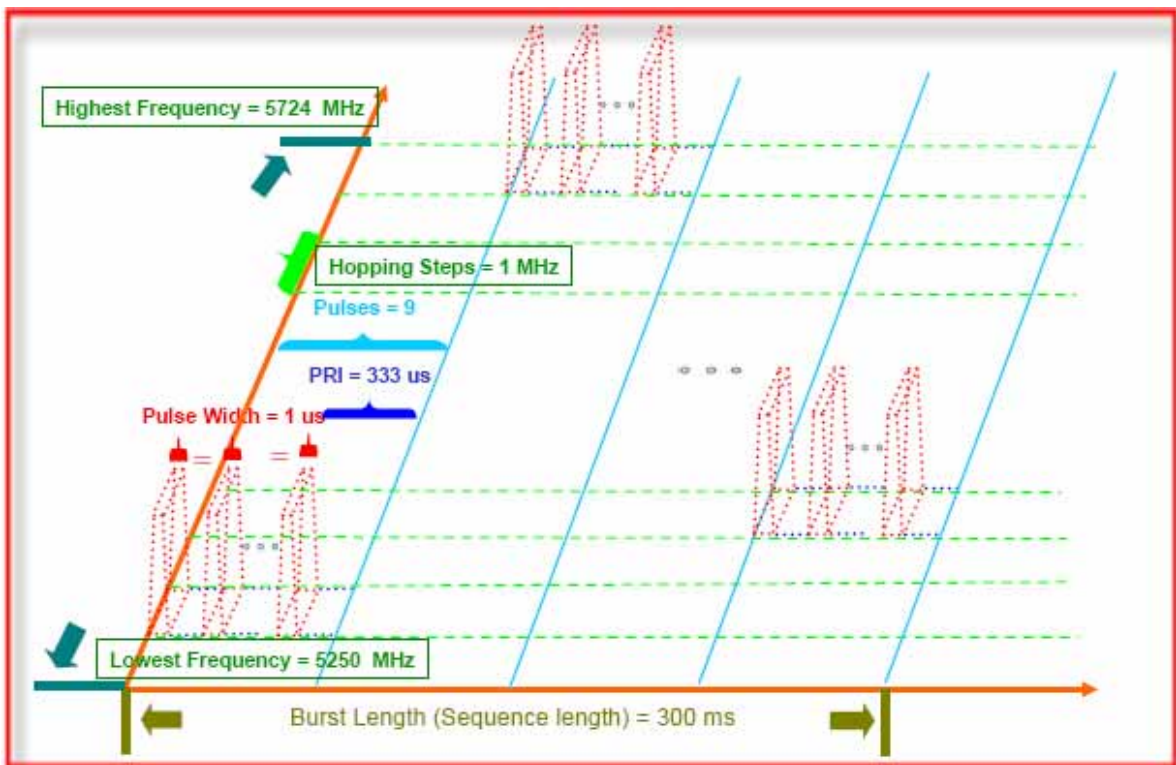 Highest Frequency = 5724 MHz
Hopping Steps = 1 MHz
Pulses = 9
PRI = 333 us
Pulse Width = 1 us
= =
Lowest Frequency = 5250 MHz
Burst Length (Sequence length) = 300 ms